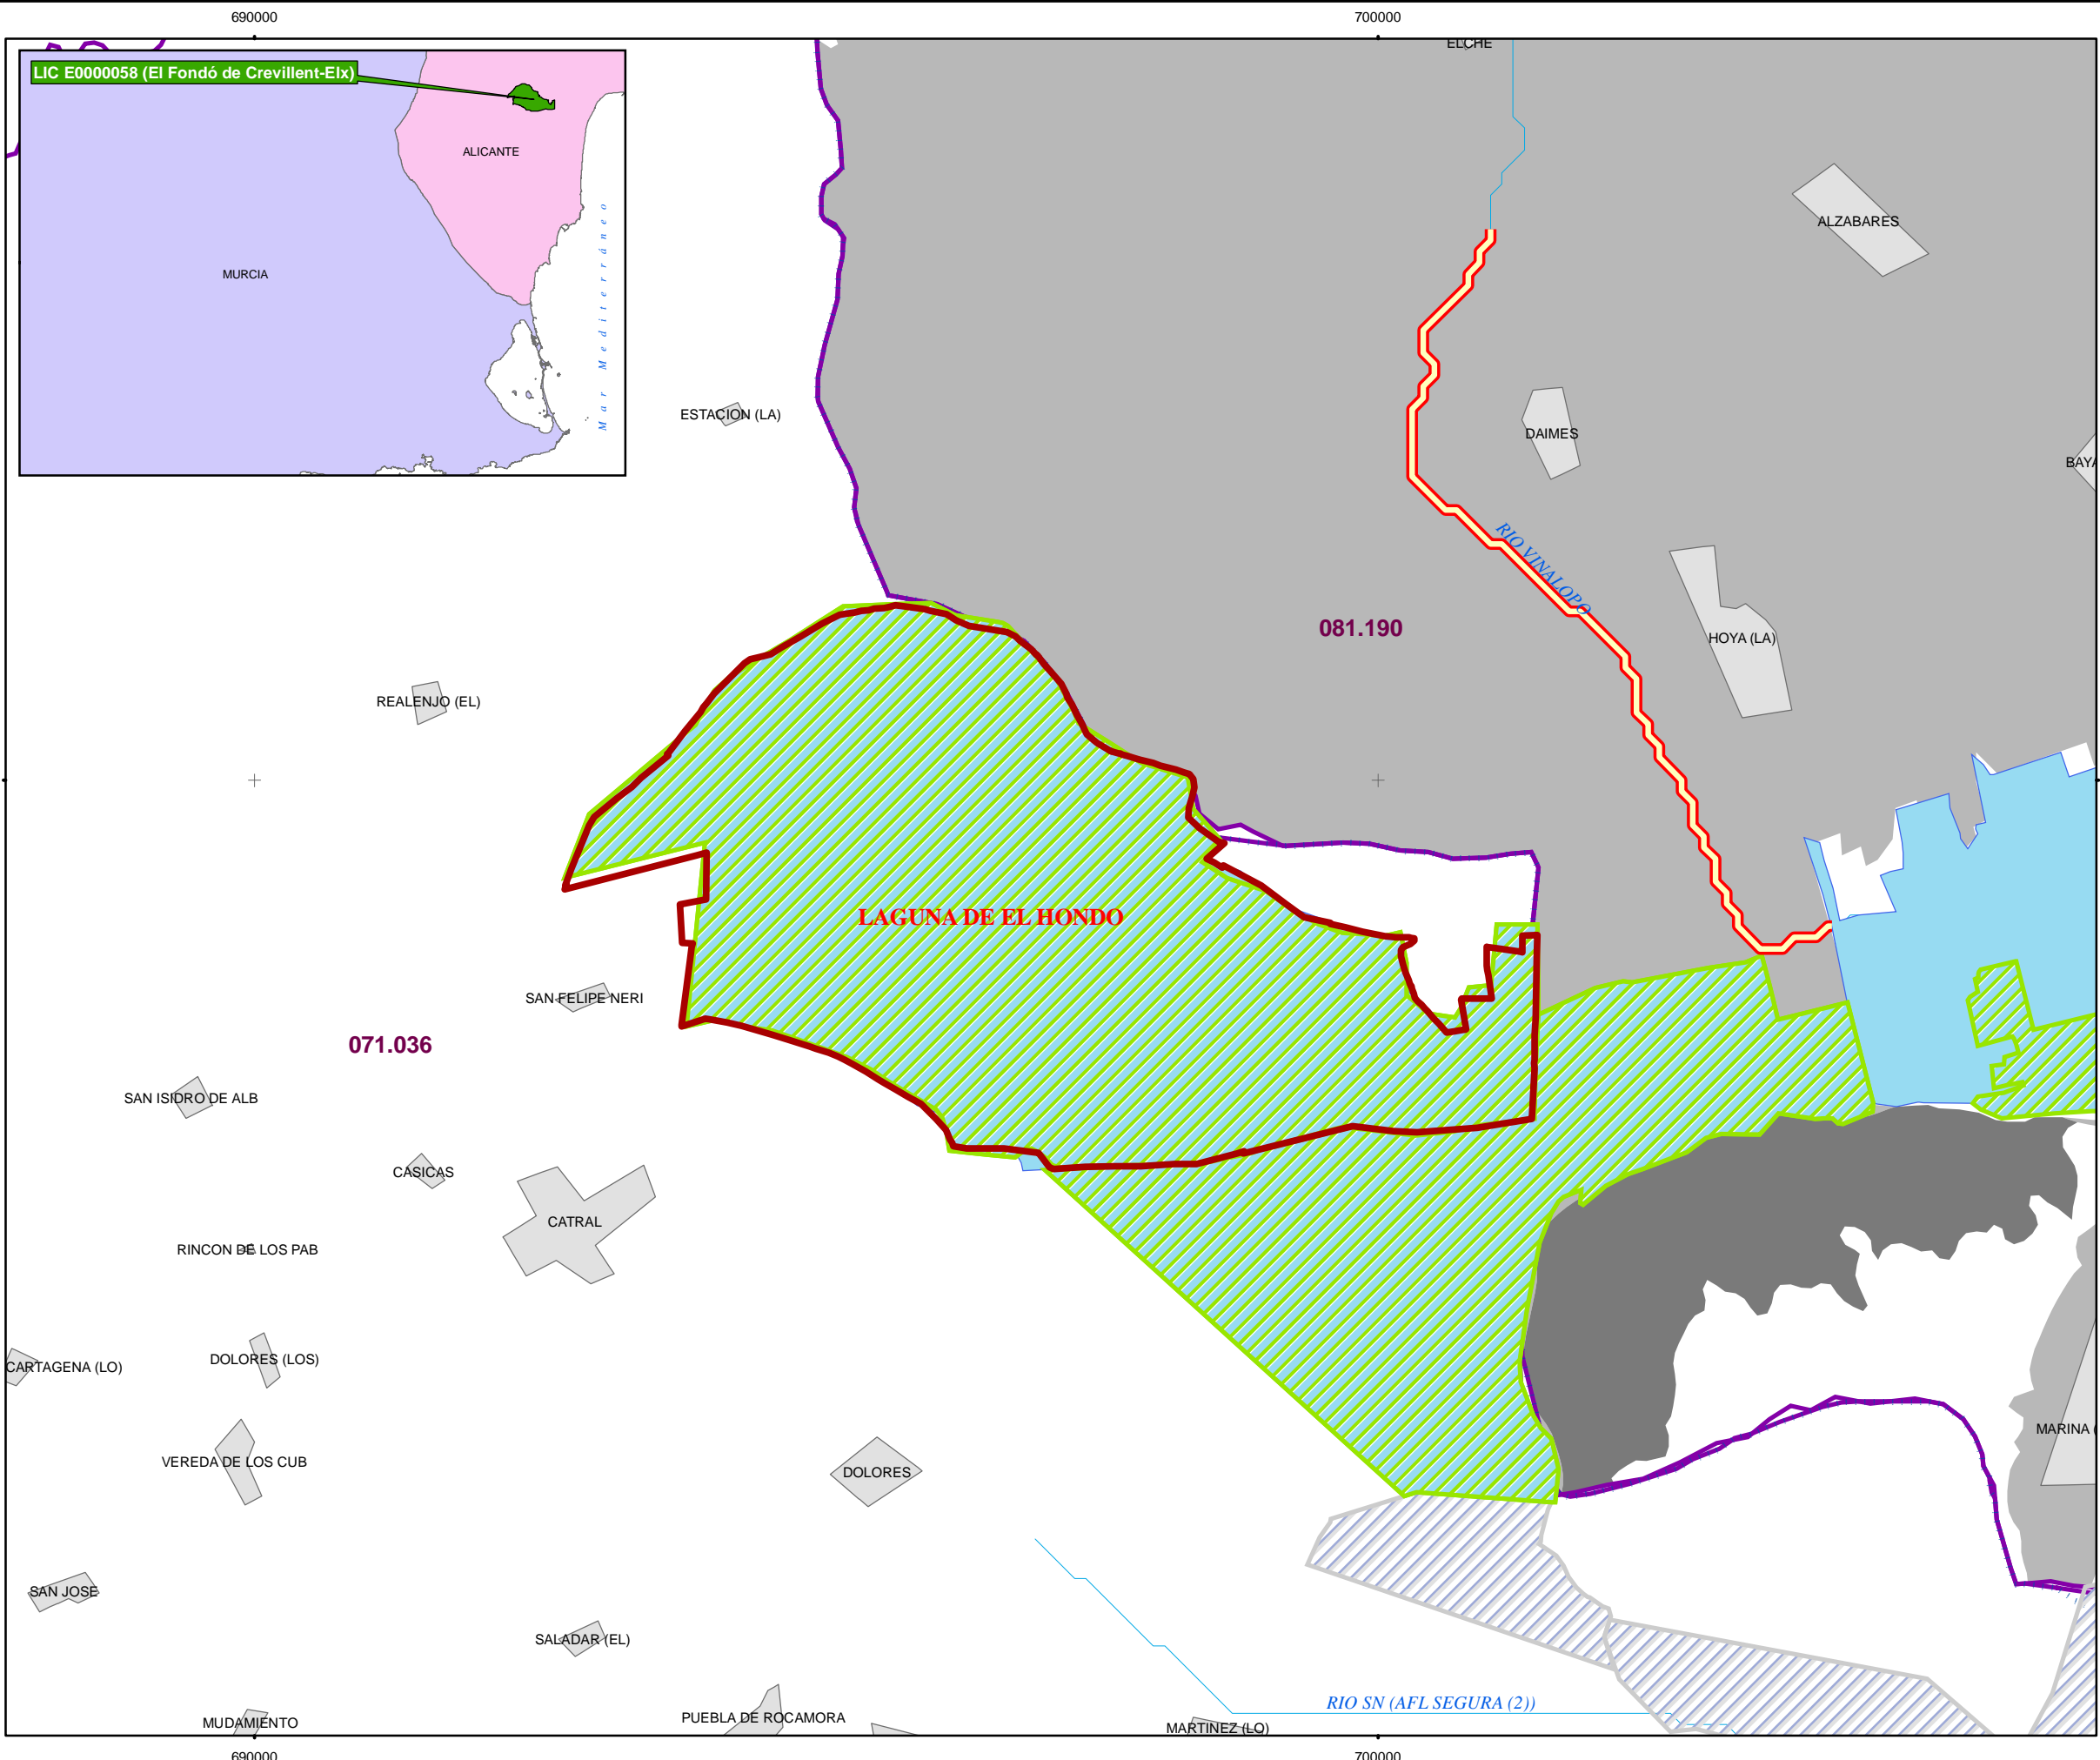 690000
700000
ELCHE
LIC E0000058 (El Fondó de Crevillent-Elx)
ALICANTE
MURCIA
Mar Mediterráneo
ALZABARES
ESTACION (LA)
DAIMES
BAYA
RIO VINALOPO
081.190
HOYA (LA)
REALENJO (EL)
LAGUNA DE EL HONDO
SAN FELIPE NERI
071.036
SAN ISIDRO DE ALB
CASICAS
CATRAL
RINCON DE LOS PAB
DOLORES (LOS)
CARTAGENA (LO)
MARINA (
VEREDA DE LOS CUB
DOLORES
SAN JOSE
SALADAR (EL)
RIO SN (AFL SEGURA (2))
PUEBLA DE ROCAMORA
MUDAMIENTO
MARTINEZ (LO)
690000
700000